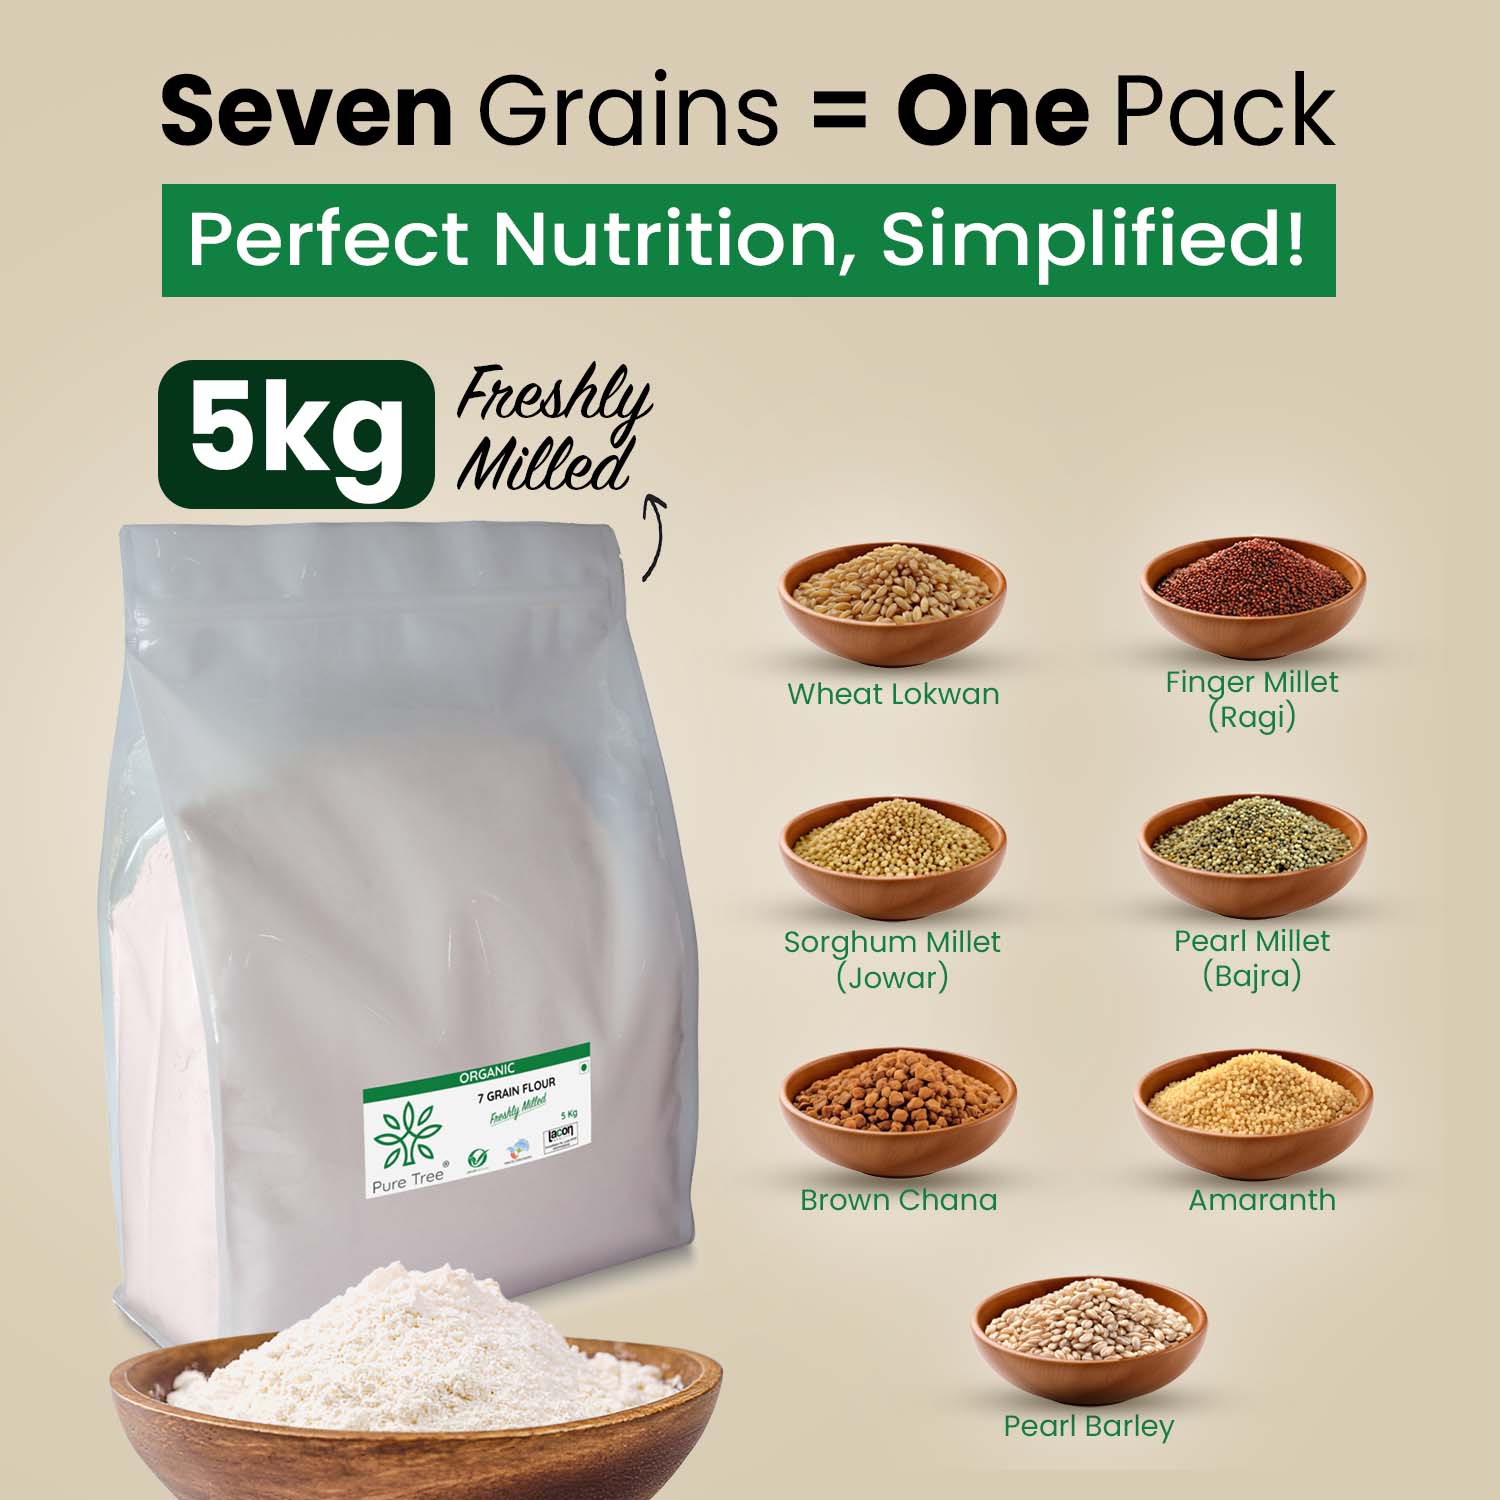 Seven Grains = One Pack
Perfect Nutrition, Simplified!
5kg
Freshly
Milled
ORGANIC
7 GRAIN FLOUR
Freshly Milled
5 Kg
Pure Tree®
Lacon
Wheat Lokwan
Finger Millet
(Ragi)
Sorghum Millet
(Jowar)
Pearl Millet
(Bajra)
Brown Chana
Amaranth
Pearl Barley